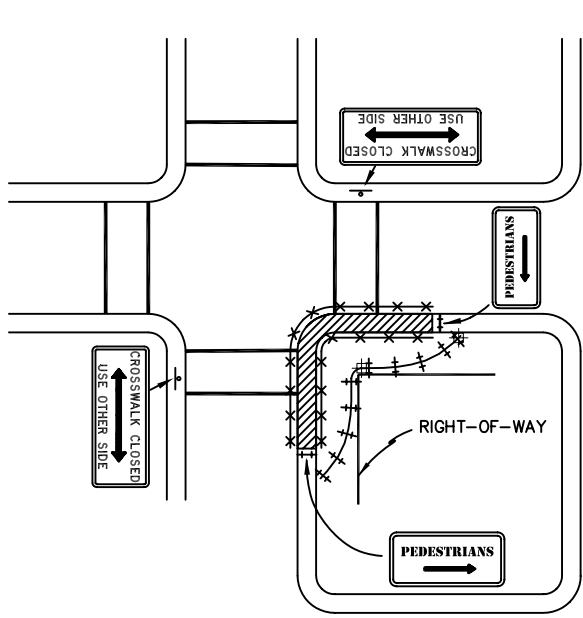 USE OTHER SIDE
CROSSWALK CLOSED
PEDESTRIANS
CROSSWALK CLOSED
USE OTHER SIDE
RIGHT-OF-WAY
PEDESTRIANS